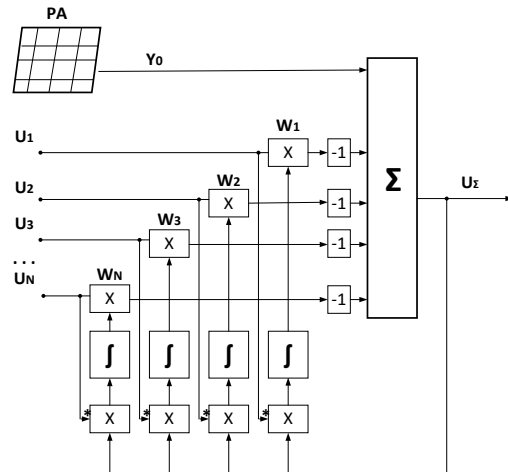 PA
Y0
U1
W1
X
-1
U2
W2
X
-1
Σ
UΣ
U3
W3
X
-1
...
UN
WN
X
-1
∫ ∫ ∫ ∫
* X * X * X * X